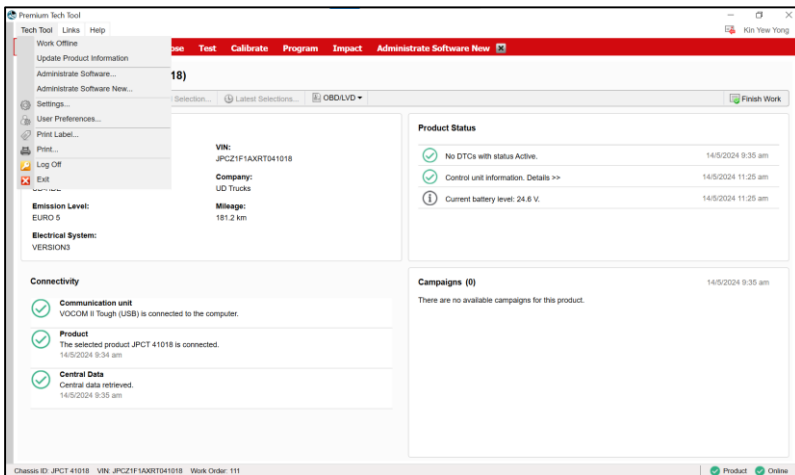 Premium Tech Tool
Tech Tool Links Help
Kin Yew Yong
Work Offline
Update Product Information
Administrate Software...
Administrate Software New...
Settings...
User Preferences...
Print Label...
Print...
Log Off
Exit
Test Calibrate Program Impact Administrate Software New
18)
Selection... Latest Selections... OBD/LVD
Finish Work
VIN:
JPCZ1F1AXRT041018
Company:
UD Trucks
Emission Level:
EURO 5
Mileage:
181.2 km
Electrical System:
VERSION3
Product Status
No DTCs with status Active. 14/5/2024 9:35 am
Control unit information. Details >> 14/5/2024 11:25 am
Current battery level: 24.6 V. 14/5/2024 11:25 am
Connectivity
Communication unit
VOCOM II Tough (USB) is connected to the computer.
Product
The selected product JPCT 41018 is connected.
14/5/2024 9:34 am
Central Data
Central data retrieved.
14/5/2024 9:35 am
Campaigns (0) 14/5/2024 9:35 am
There are no available campaigns for this product.
Chassis ID: JPCT 41018 VIN: JPCZ1F1AXRT041018 Work Order: 111
Product Online